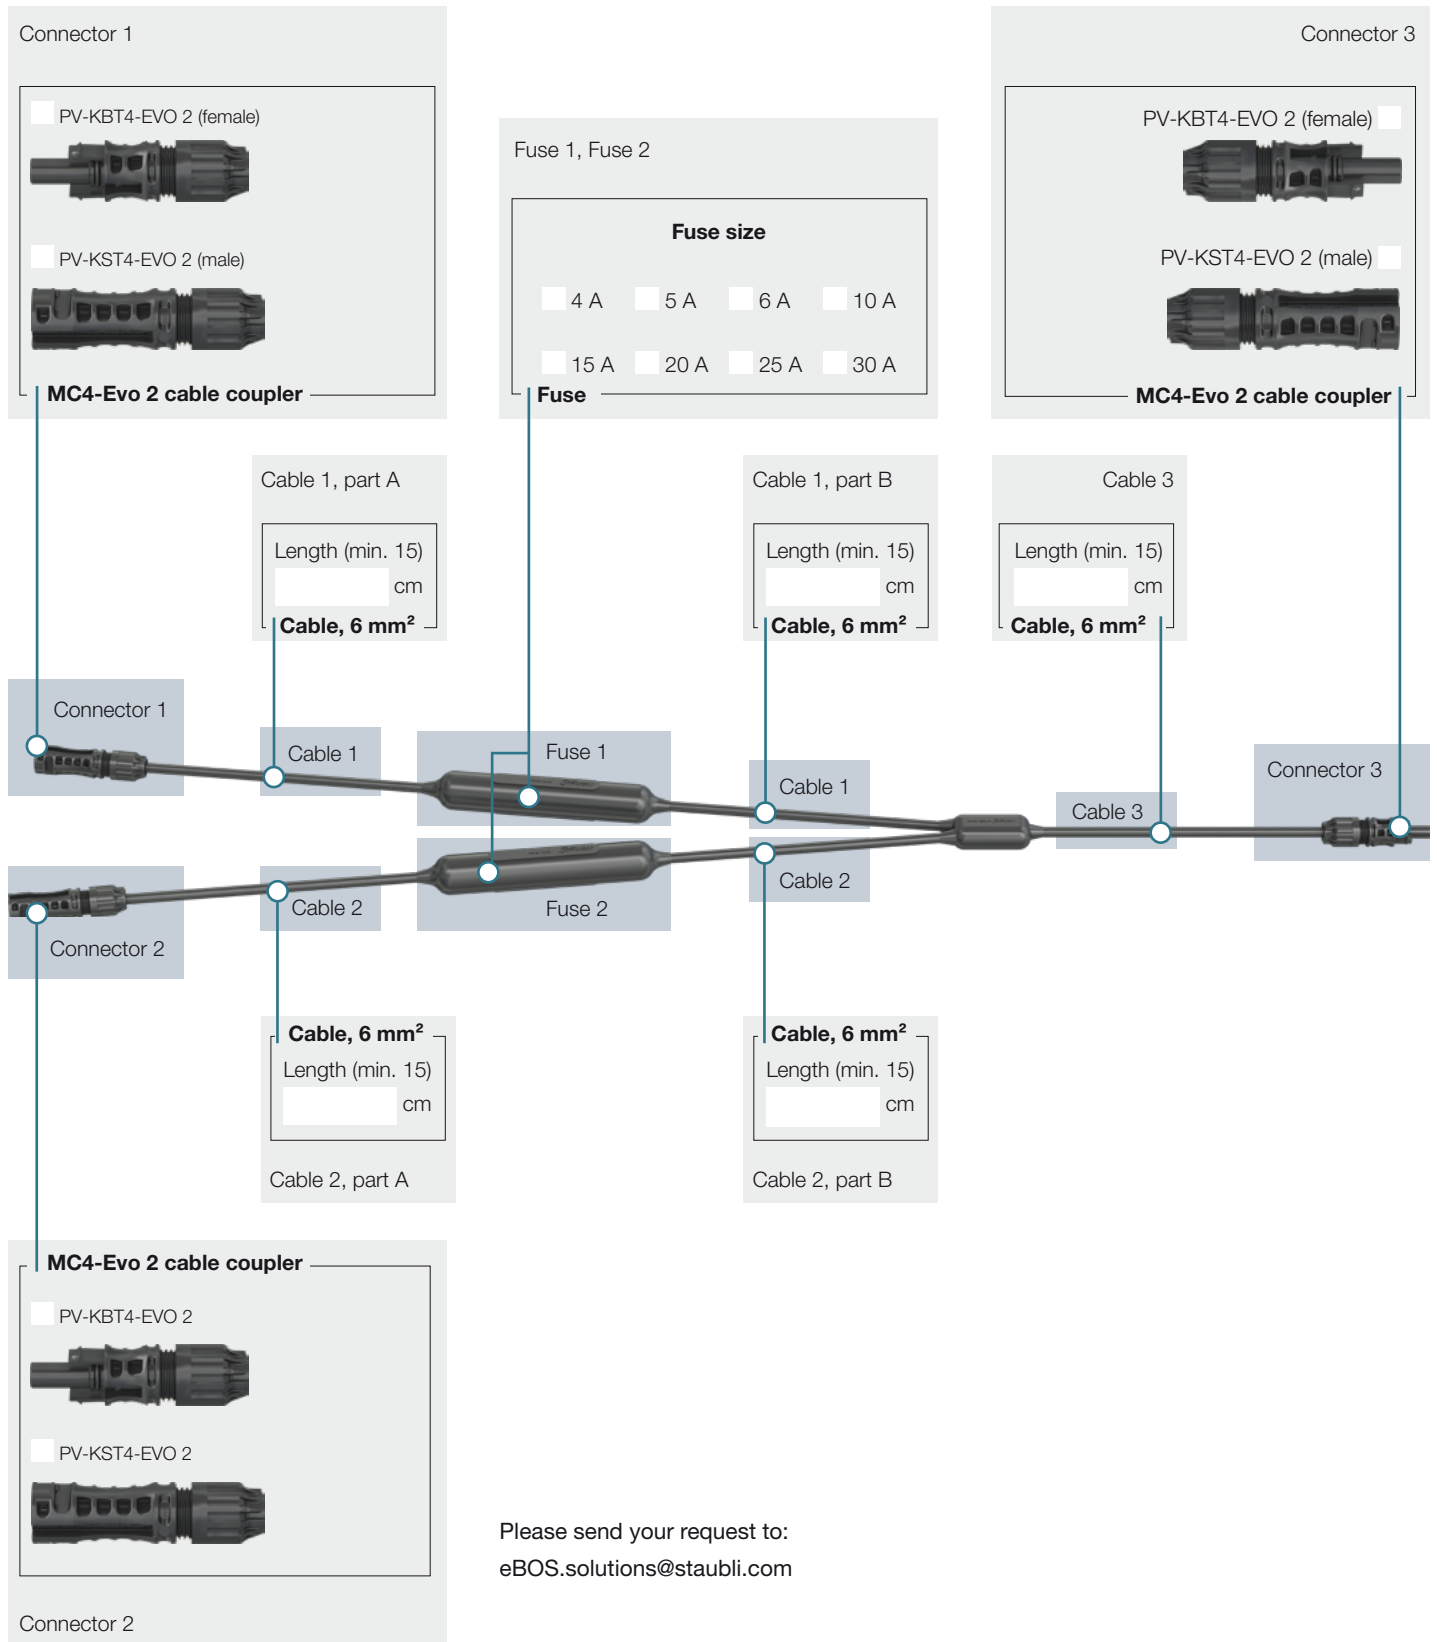 Connector 1
PV-KBT4-EVO 2 (female)
PV-KST4-EVO 2 (male)
MC4-Evo 2 cable coupler
Fuse 1, Fuse 2
Fuse size
4 A 5 A 6 A 10 A
15 A 20 A 25 A 30 A
Fuse
Connector 3
PV-KBT4-EVO 2 (female)
PV-KST4-EVO 2 (male)
MC4-Evo 2 cable coupler
Cable 1, part A
Length (min. 15)
cm
Cable, 6 mm²
Cable 1, part B
Length (min. 15)
cm
Cable, 6 mm²
Cable 3
Length (min. 15)
cm
Cable, 6 mm²
Connector 1
Cable 1
Fuse 1
Cable 1
Cable 3
Connector 3
Connector 2
Cable 2
Fuse 2
Cable 2
Cable, 6 mm²
Length (min. 15)
cm
Cable 2, part A
Cable, 6 mm²
Length (min. 15)
cm
Cable 2, part B
MC4-Evo 2 cable coupler
PV-KBT4-EVO 2
PV-KST4-EVO 2
Connector 2
Please send your request to:
eBOS.solutions@staubli.com